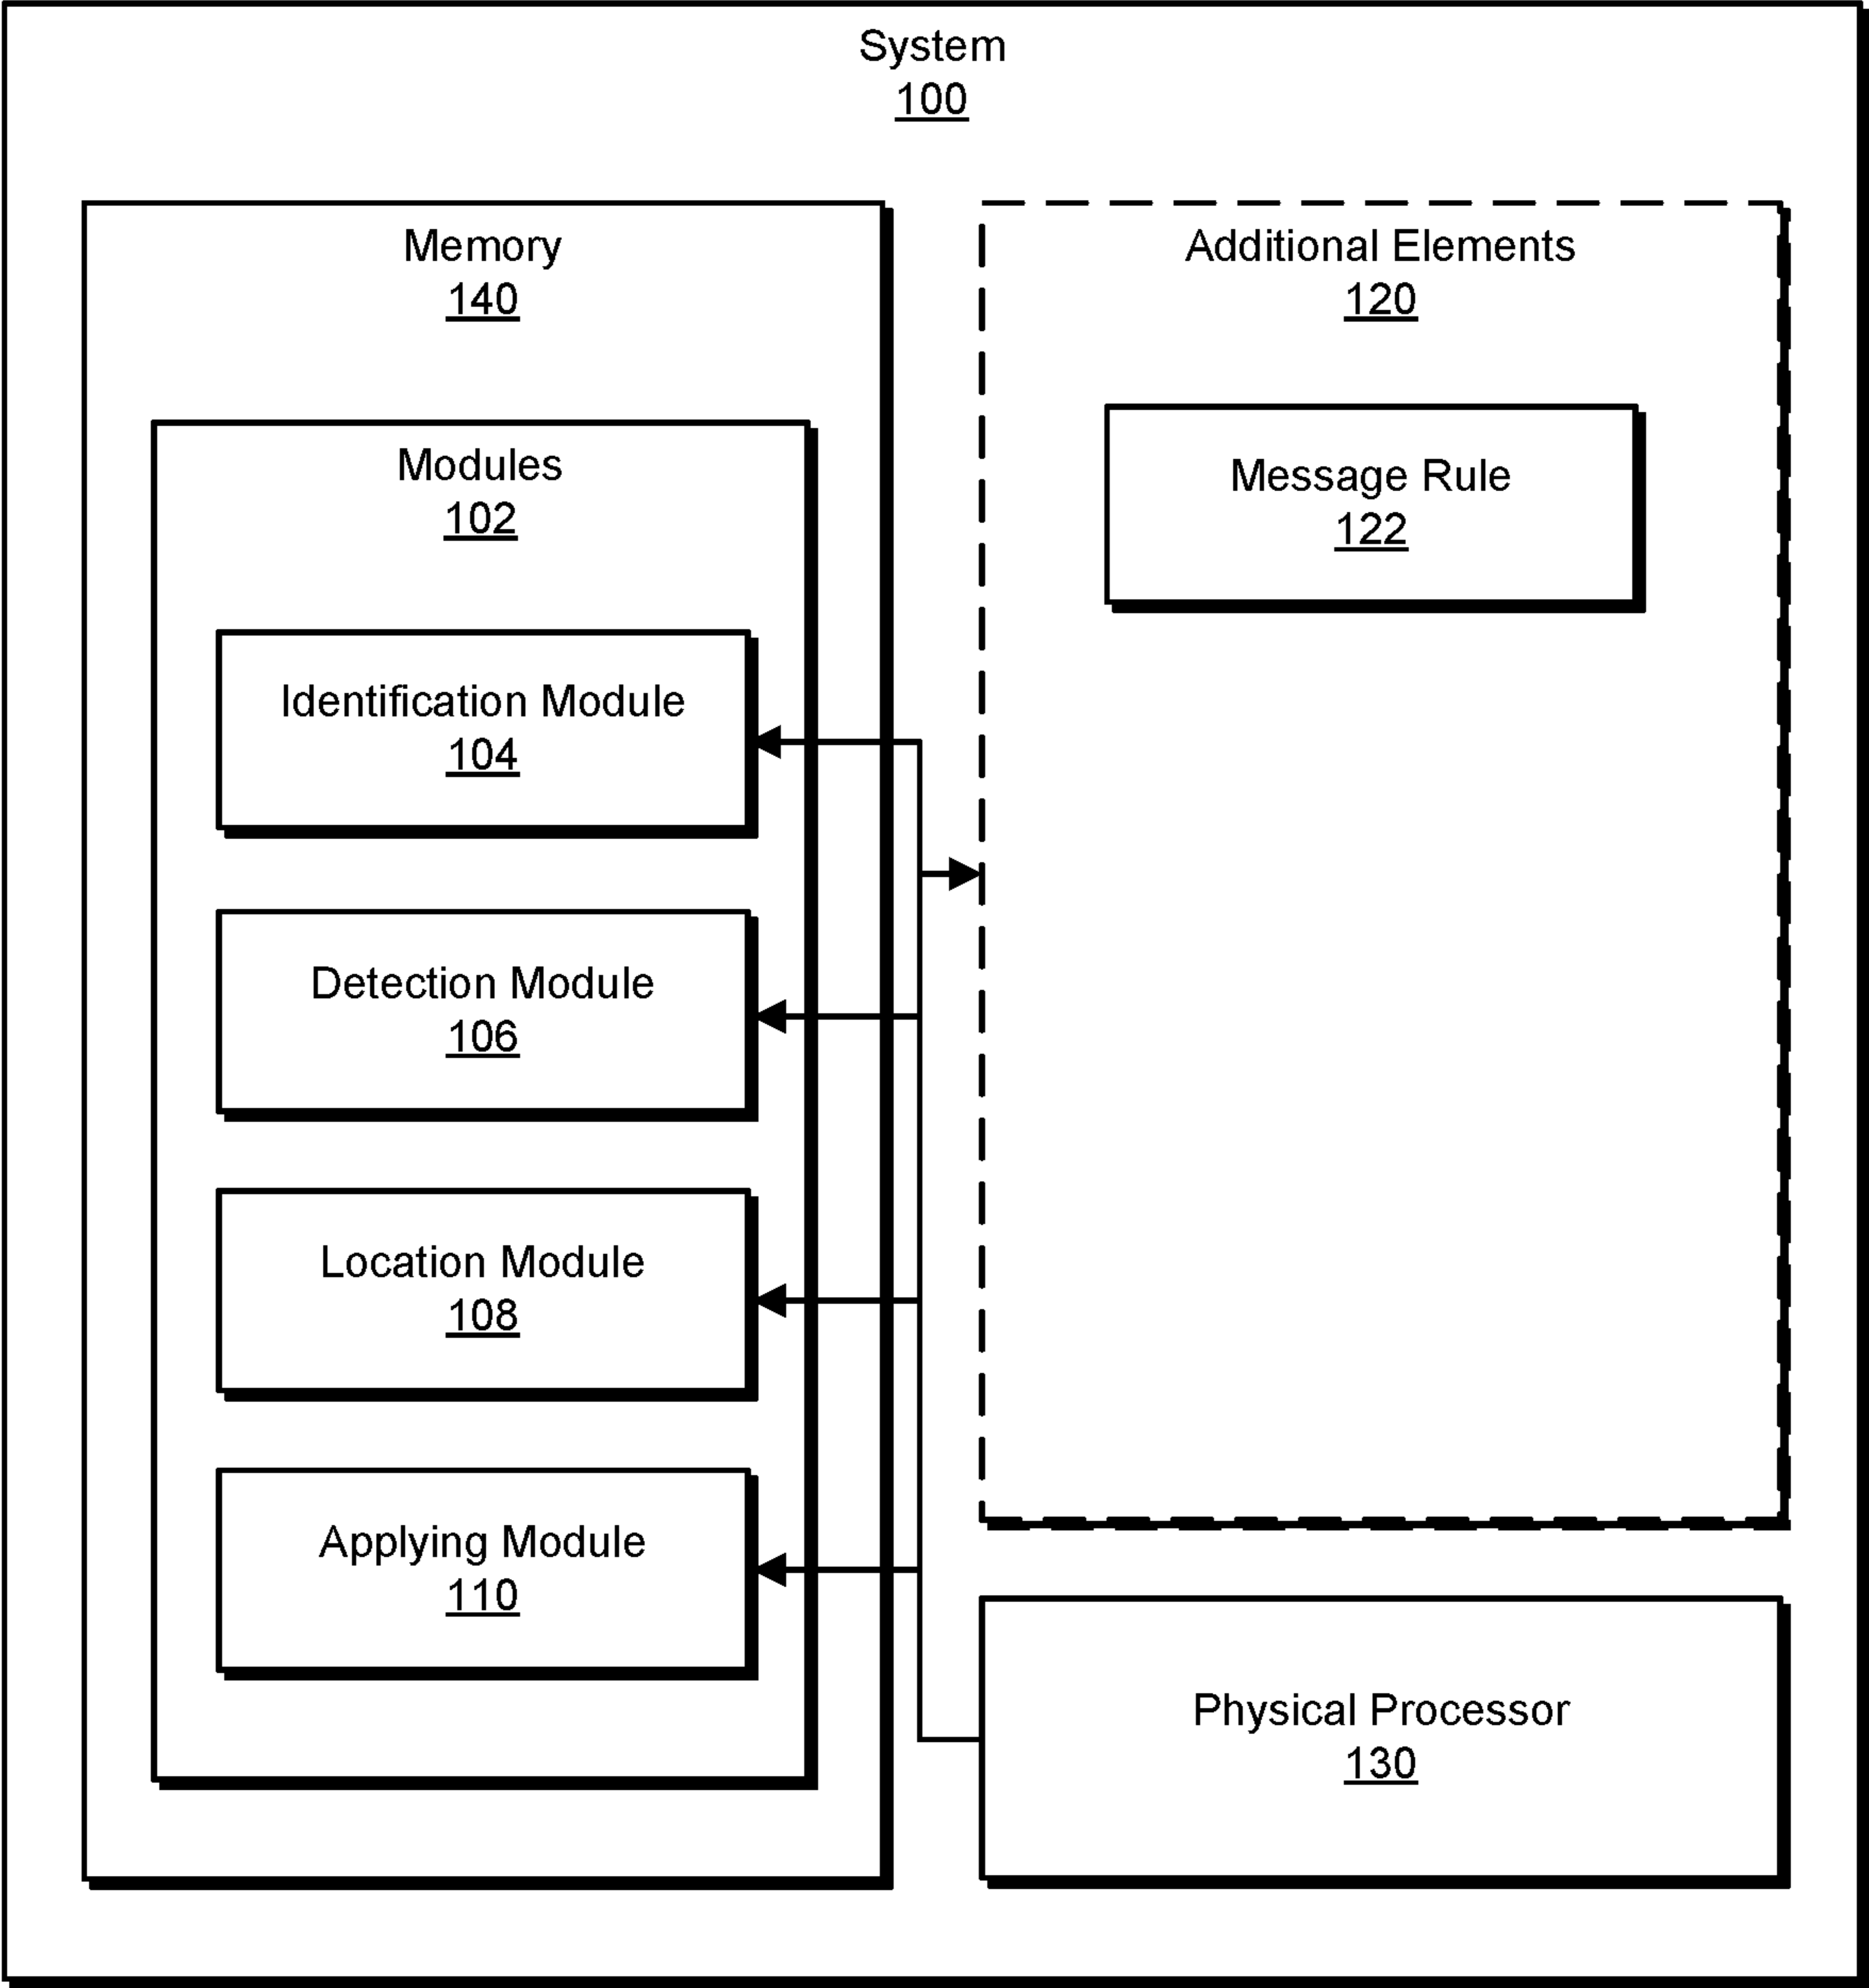 System
100
Memory
140
Modules
102
Identification Module
104
Detection Module
106
Location Module
108
Applying Module
110
Additional Elements
120
Message Rule
122
Physical Processor
130